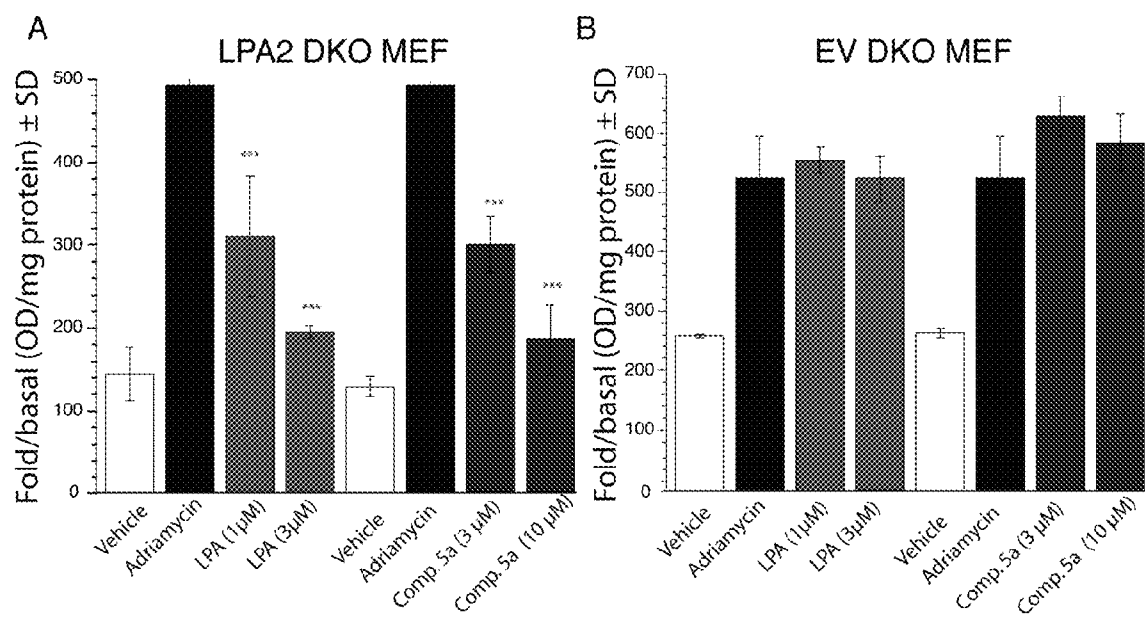 A
LPA2 DKO MEF
Fold/basal (OD/mg protein) ± SD
500
400
300
200
100
0
***
***
***
***
Vehicle
Adriamycin
LPA (1µM)
LPA (3µM)
Vehicle
Adriamycin
Comp. 5a (3 µM)
Comp. 5a (10 µM)
B
EV DKO MEF
Fold/basal (OD/mg protein) ± SD
700
600
500
400
300
200
100
0
Vehicle
Adriamycin
LPA (1µM)
LPA (3µM)
Vehicle
Adriamycin
Comp. 5a (3 µM)
Comp. 5a (10 µM)